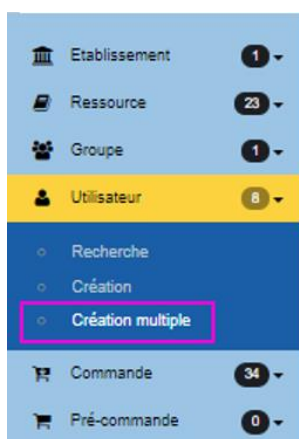 Etablissement 1
Ressource 23
Groupe 1
Utilisateur 8
Recherche
Création
Création multiple
Commande 34
Pré-commande 0